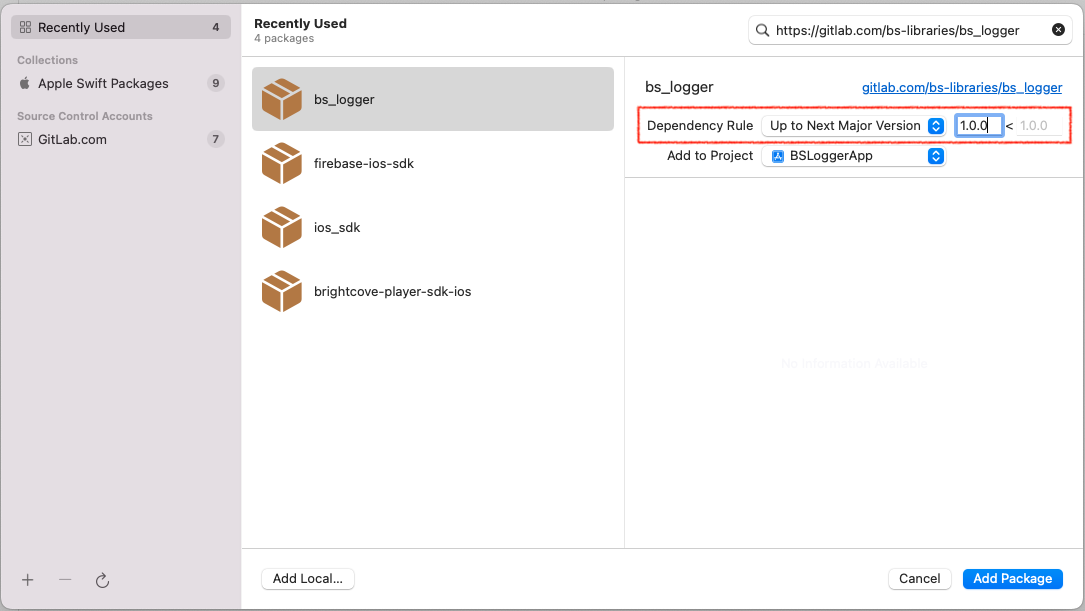 Recently Used 4
Collections
Apple Swift Packages 9
Source Control Accounts
GitLab.com 7
Recently Used
4 packages
https://gitlab.com/bs-libraries/bs_logger
bs_logger
firebase-ios-sdk
ios_sdk
brightcove-player-sdk-ios
bs_logger gitlab.com/bs-libraries/bs_logger
Dependency Rule Up to Next Major Version 1.0.0 < 1.0.0
Add to Project BSLoggerApp
No Information Available
Add Local... Cancel Add Package